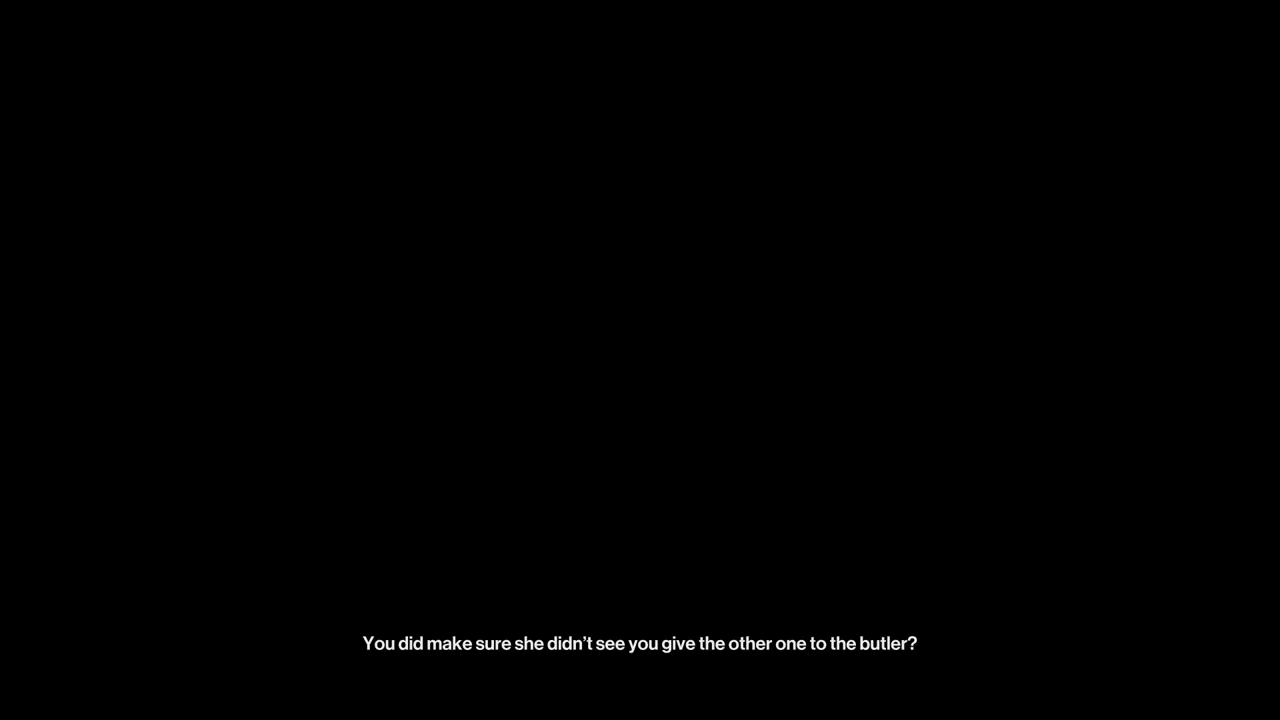 You did make sure she didn’t see you give the other one to the butler?